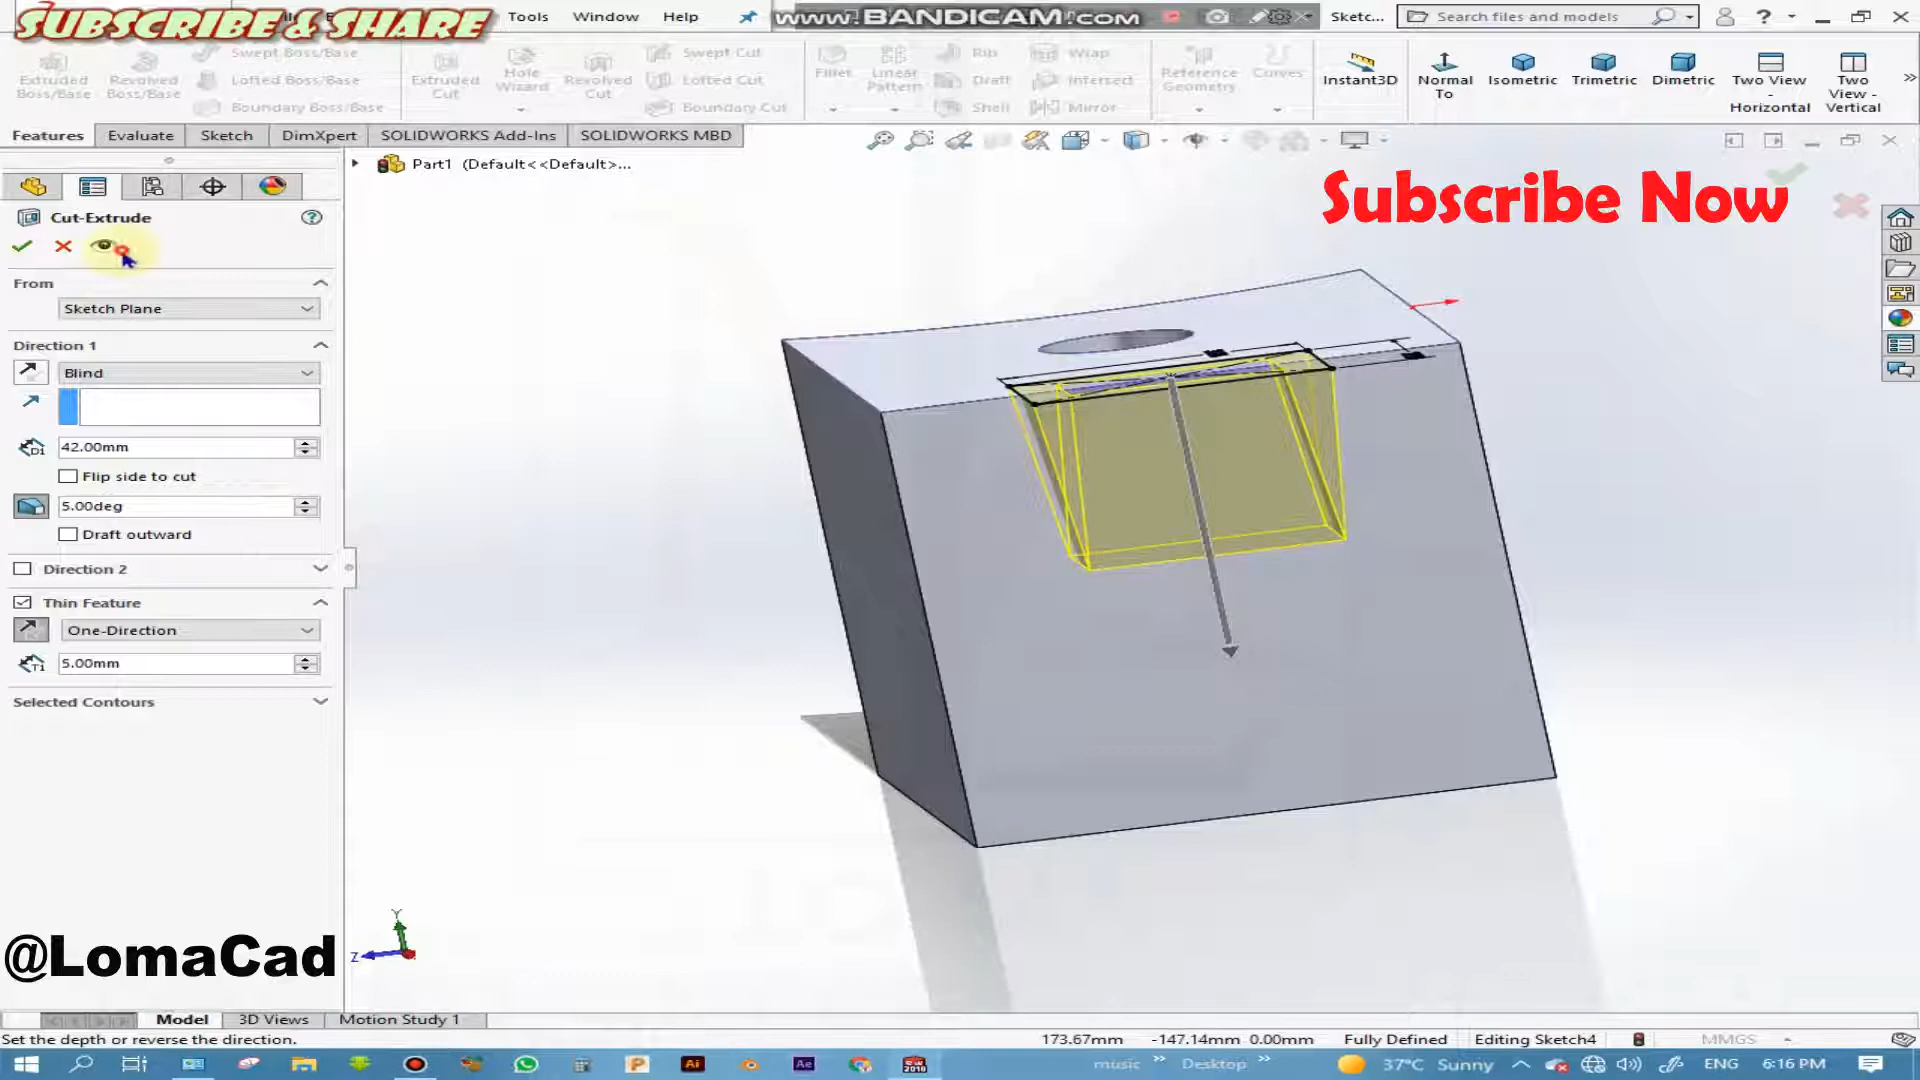 SUBSCRIBE & SHARE
Tools
Window
Help
www.BANDICAM.com
Sketc...
Search files and models
?
Extruded Boss/Base
Revolved Boss/Base
Swept Boss/Base
Lofted Boss/Base
Boundary Boss/Base
Extruded Cut
Hole Wizard
Revolved Cut
Swept Cut
Lofted Cut
Boundary Cut
Fillet
Linear Pattern
Rib
Draft
Shell
Wrap
Intersect
Mirror
Reference Geometry
Curves
Instant3D
Normal To
Isometric
Trimetric
Dimetric
Two View - Horizontal
Two View - Vertical
Features
Evaluate
Sketch
DimXpert
SOLIDWORKS Add-Ins
SOLIDWORKS MBD
Part1 (Default<<Default>...
Subscribe Now
Cut-Extrude
From
Sketch Plane
Direction 1
Blind
42.00mm
Flip side to cut
5.00deg
Draft outward
Direction 2
Thin Feature
One-Direction
5.00mm
Selected Contours
Y
Z
@LomaCad
Model
3D Views
Motion Study 1
Set the depth or reverse the direction.
173.67mm
-147.14mm
0.00mm
Fully Defined
Editing Sketch4
MMGS
music
Desktop
37°C Sunny
ENG
6:16 PM